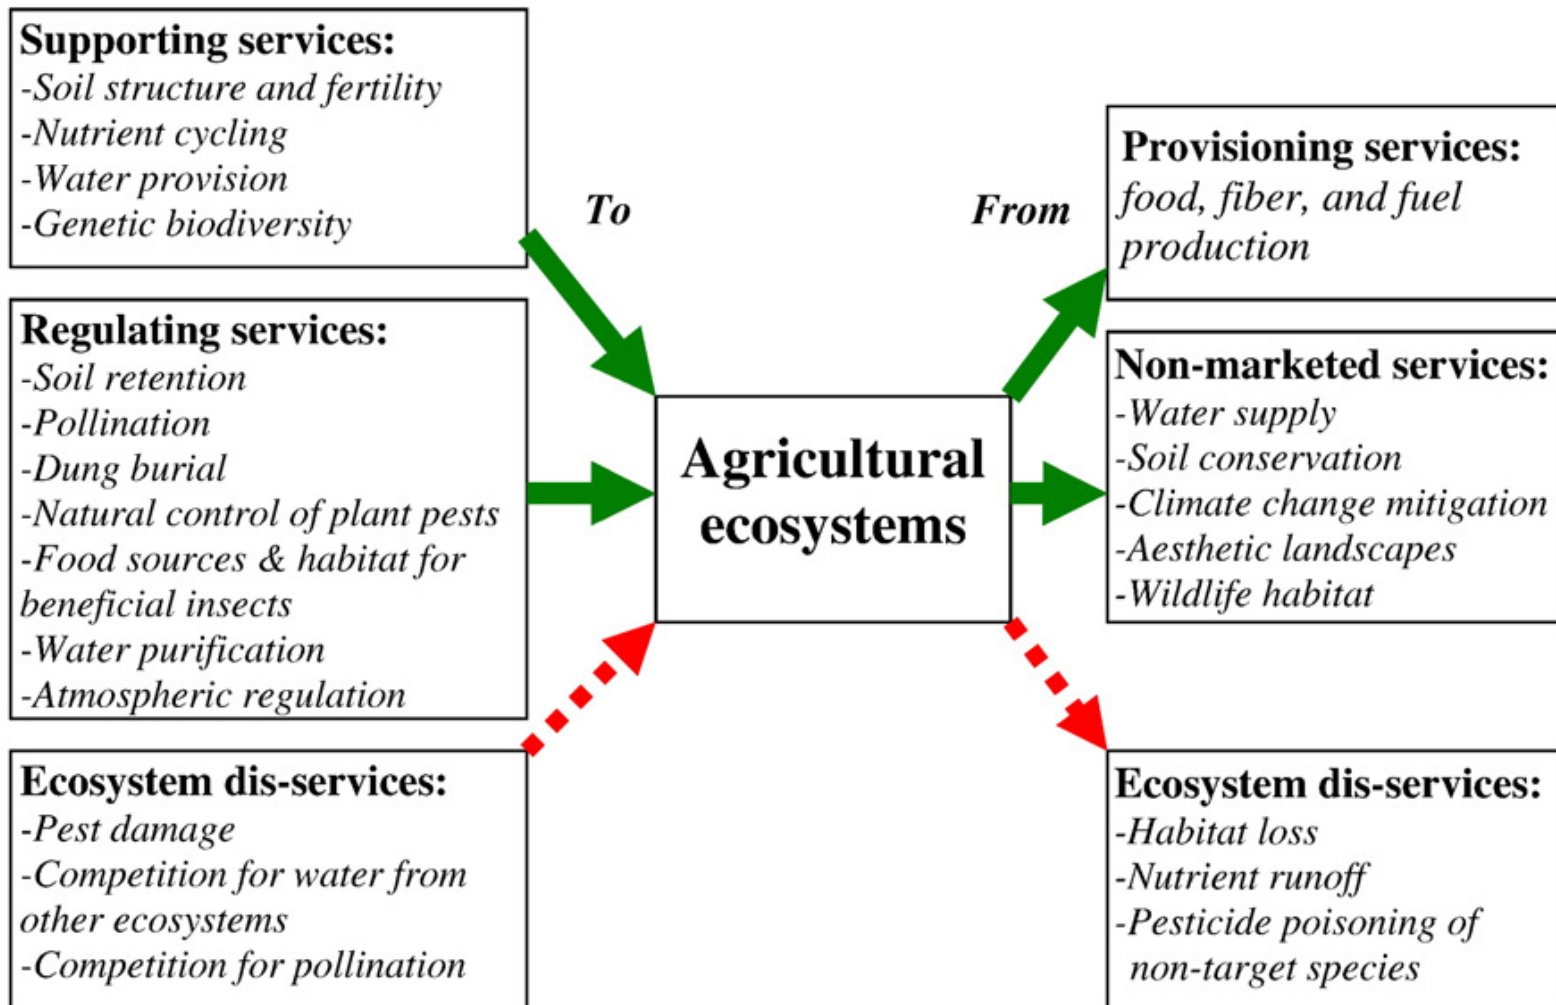 Supporting services:
-Soil structure and fertility
-Nutrient cycling
-Water provision
-Genetic biodiversity
Regulating services:
-Soil retention
-Pollination
-Dung burial
-Natural control of plant pests
-Food sources & habitat for
beneficial insects
-Water purification
-Atmospheric regulation
Ecosystem dis-services:
-Pest damage
-Competition for water from
other ecosystems
-Competition for pollination
To
From
Agricultural
ecosystems
Provisioning services:
food, fiber, and fuel
production
Non-marketed services:
-Water supply
-Soil conservation
-Climate change mitigation
-Aesthetic landscapes
-Wildlife habitat
Ecosystem dis-services:
-Habitat loss
-Nutrient runoff
-Pesticide poisoning of
non-target species